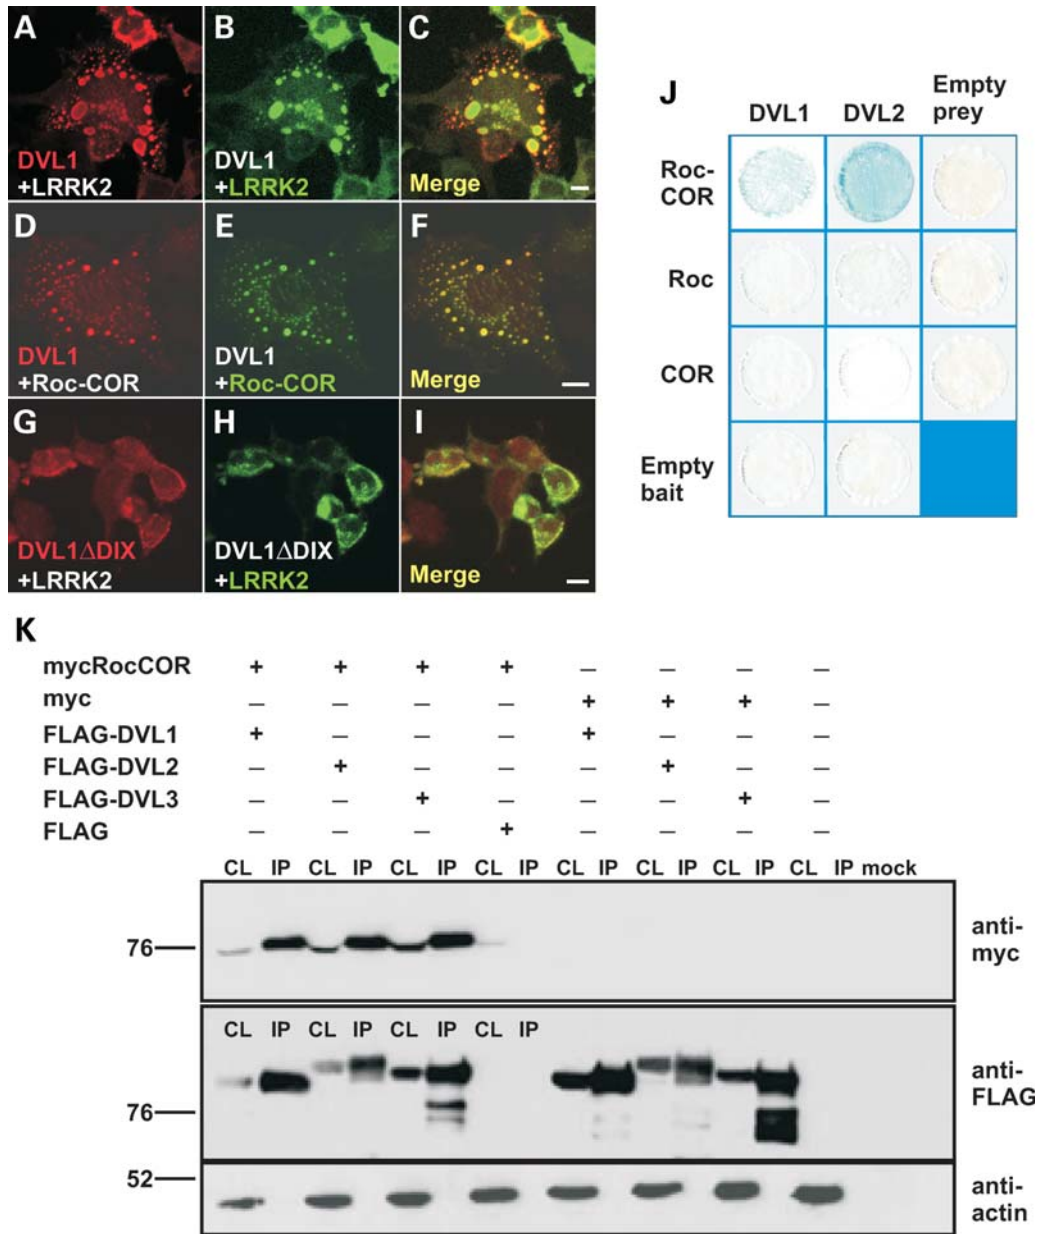 A B C
DVL1
+LRRK2
DVL1
+LRRK2
Merge
D E F
DVL1
+Roc-COR
DVL1
+Roc-COR
Merge
G H I
DVL1ΔDIX
+LRRK2
DVL1ΔDIX
+LRRK2
Merge
J
DVL1 DVL2 Empty prey
Roc-
COR
Roc
COR
Empty
bait
K
mycRocCOR + + + + — — — —
myc — — — — + + + —
FLAG-DVL1 + — — — + — — —
FLAG-DVL2 — + — — — + — —
FLAG-DVL3 — — + — — — + —
FLAG — — — + — — — —
CL IP CL IP CL IP CL IP CL IP CL IP CL IP CL IP mock
76 anti-
myc
CL IP CL IP CL IP CL IP
76 anti-
FLAG
52 anti-
actin